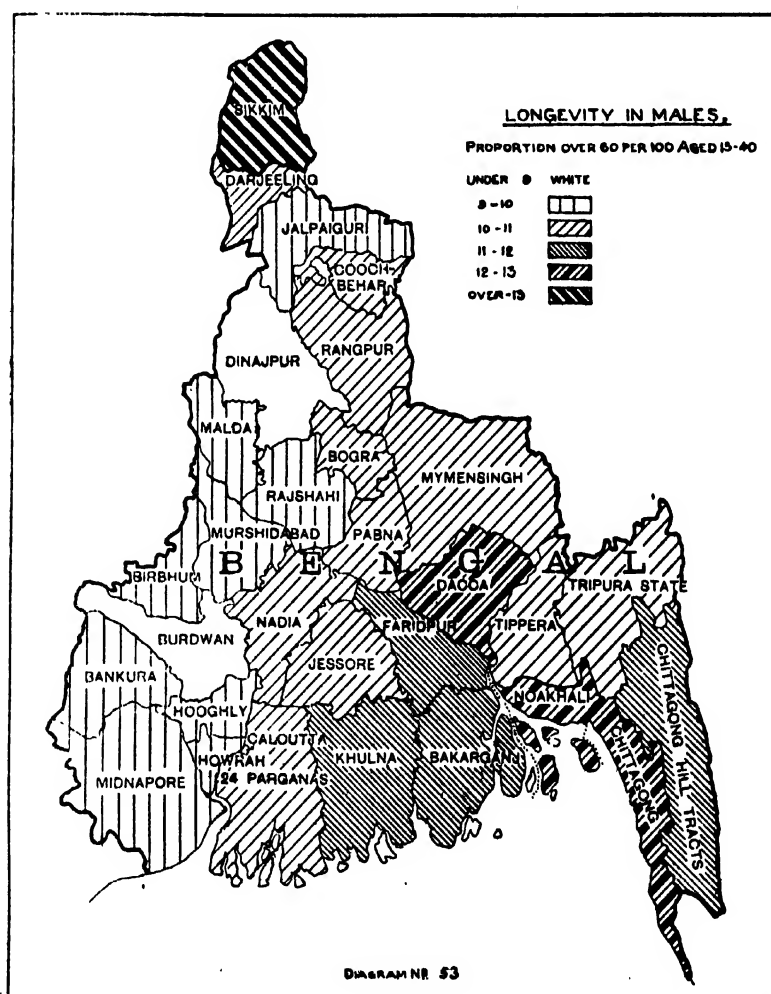 LONGEVITY IN MALES.
PROPORTION OVER 60 PER 100 AGED 15-40
UNDER 9 WHITE
9-10
10-11
11-12
12-13
OVER-13
SIKKIM
DARJEELING
JALPAIGURI
COOCH-
BEHAR
RANGPUR
DINAJPUR
MALDA
BOGRA
RAJSHAHI
MYMENSINGH
MURSHIDABAD
PABNA
BENGAL
BIRBHUM
DACCA
TRIPURA STATE
BURDWAN
NADIA
FARIDPUR
TIPPERA
JESSORE
BANKURA
NOAKHALI
HOOGHLY
CHITTAGONG
CHITTAGONG HILL TRACTS
CALCUTTA
HOWRAH
24 PARGANAS
KHULNA
BAKARGANJ
MIDNAPORE
DIAGRAM NR. 53